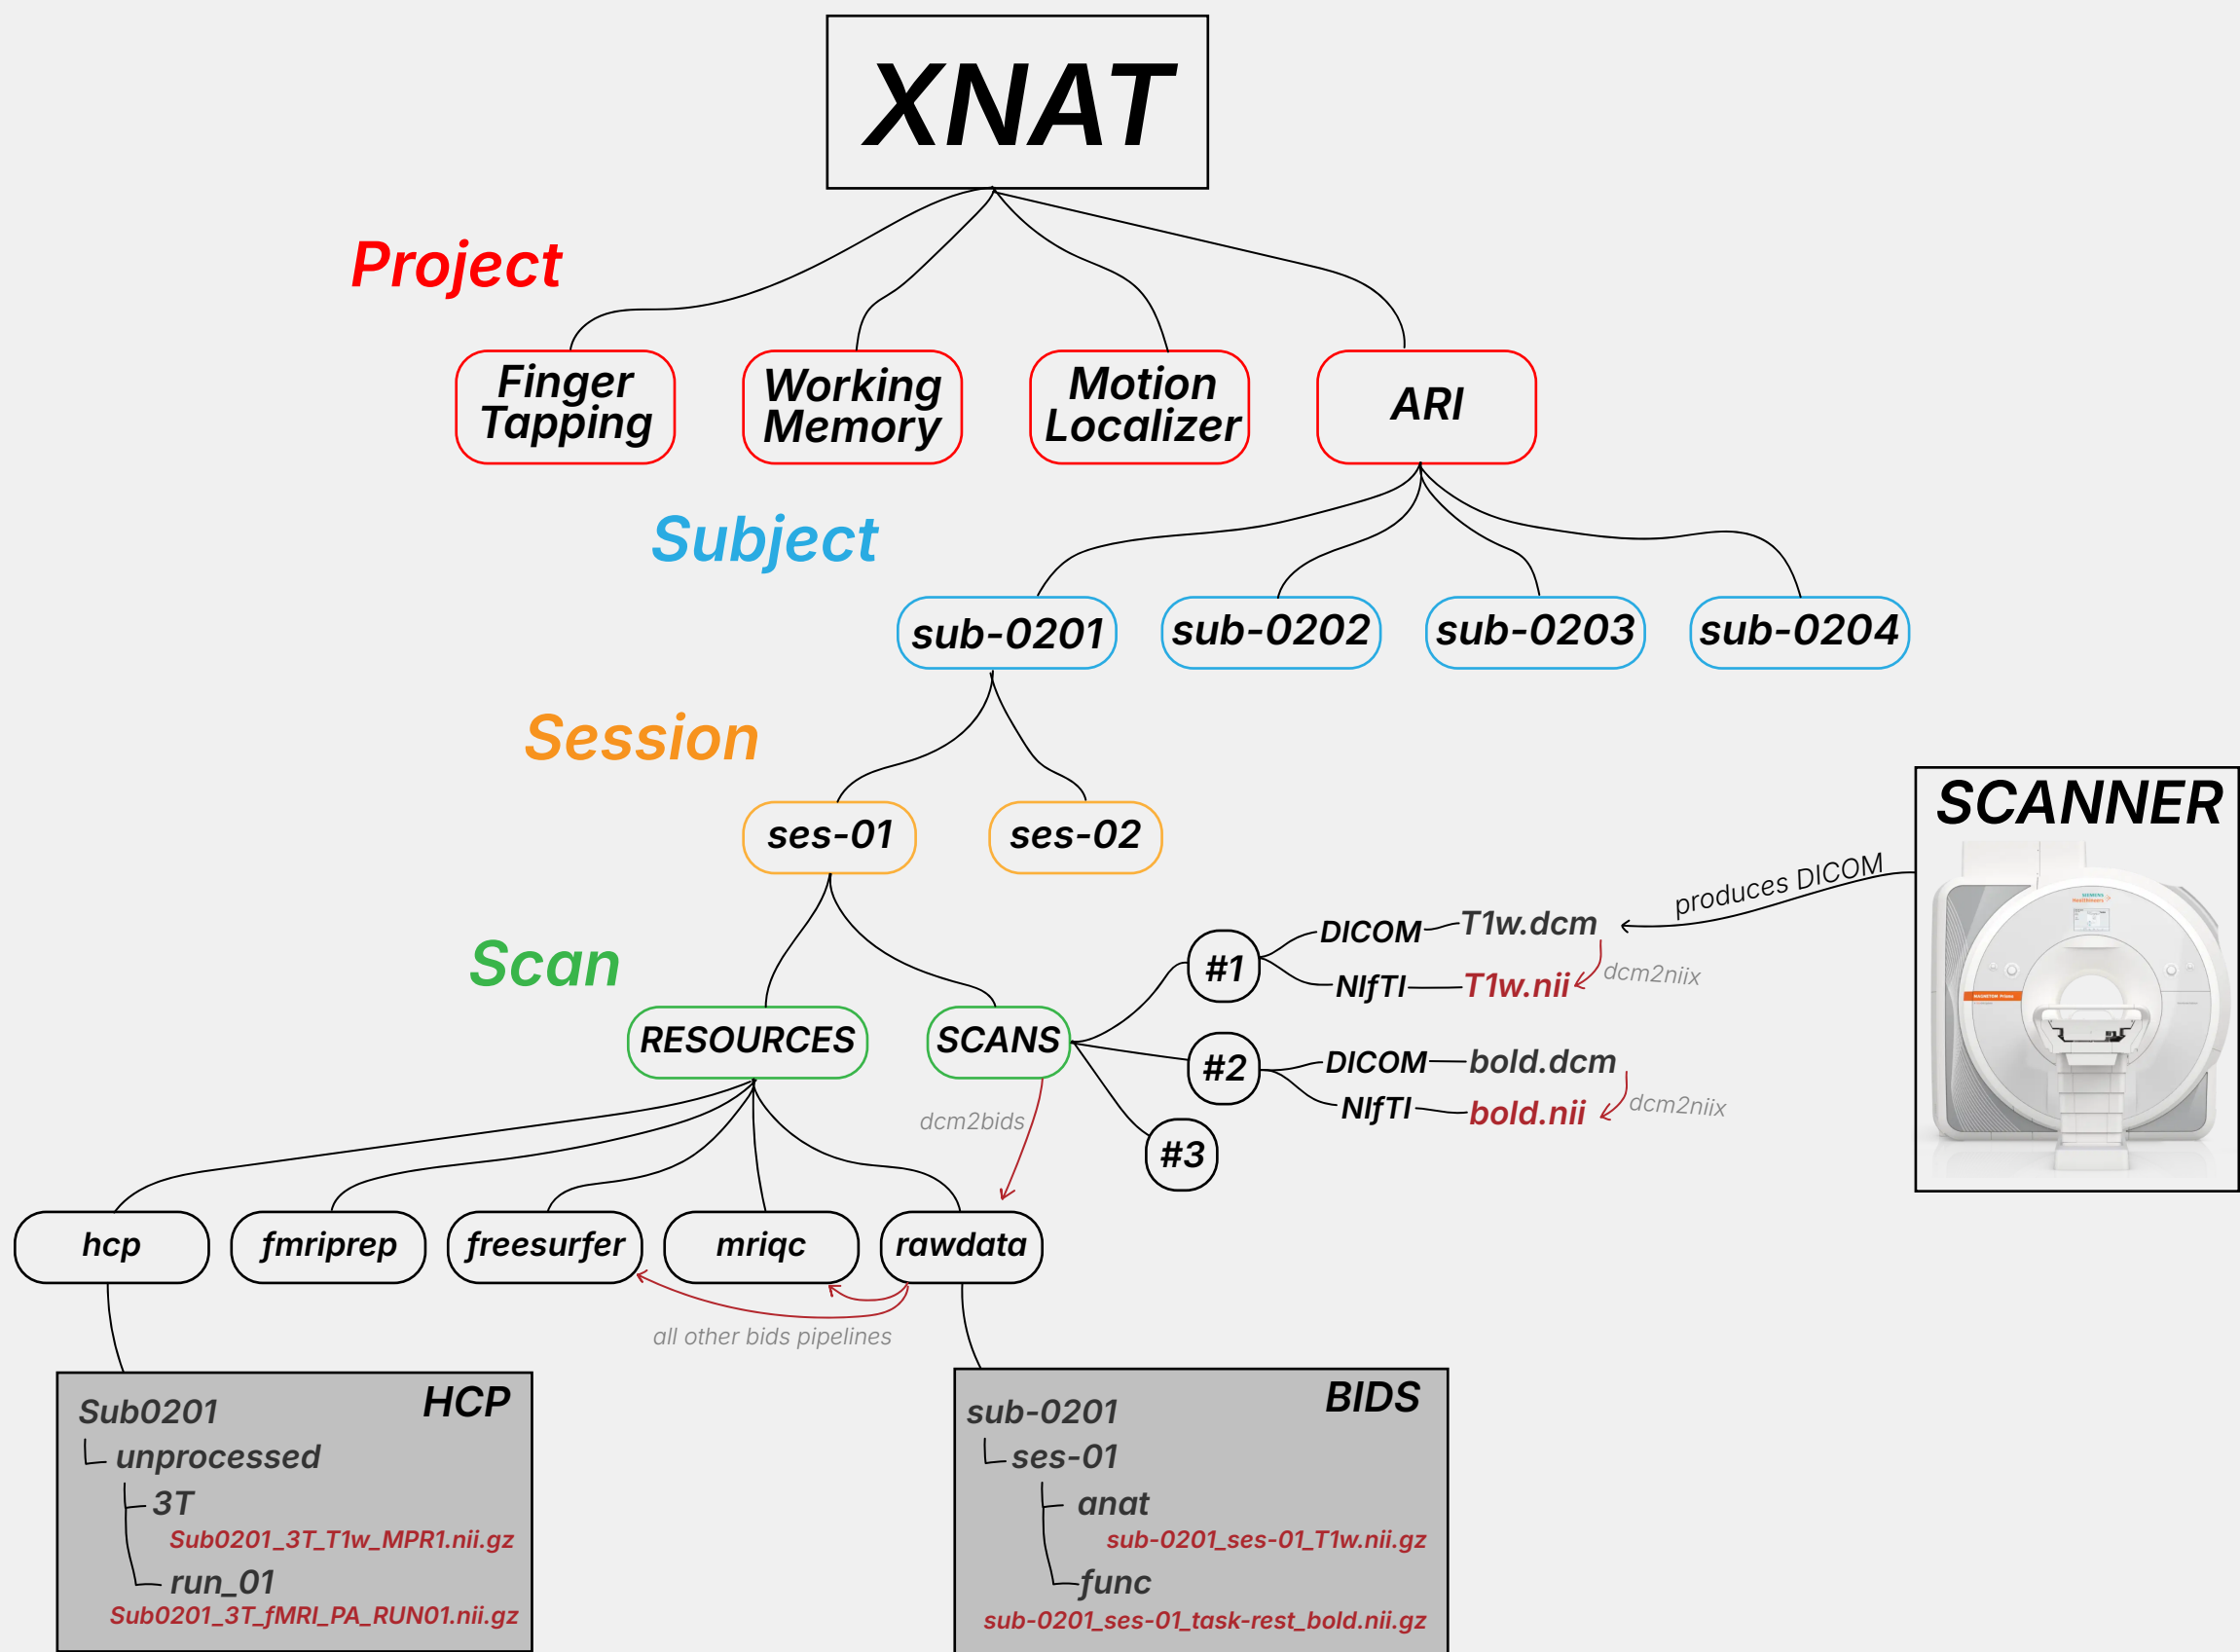 XNAT
Project
Finger
Tapping
Working
Memory
Motion
Localizer
ARI
Subject
sub-0201
sub-0202
sub-0203
sub-0204
Session
ses-01
ses-02
SCANNER
produces DICOM
Scan
RESOURCES
SCANS
#1
DICOM
T1w.dcm
NIfTI
T1w.nii
dcm2niix
#2
DICOM
bold.dcm
NIfTI
bold.nii
dcm2niix
#3
dcm2bids
hcp
fmriprep
freesurfer
mriqc
rawdata
all other bids pipelines
HCP
Sub0201
unprocessed
3T
Sub0201_3T_T1w_MPR1.nii.gz
run_01
Sub0201_3T_fMRI_PA_RUN01.nii.gz
BIDS
sub-0201
ses-01
anat
sub-0201_ses-01_T1w.nii.gz
func
sub-0201_ses-01_task-rest_bold.nii.gz